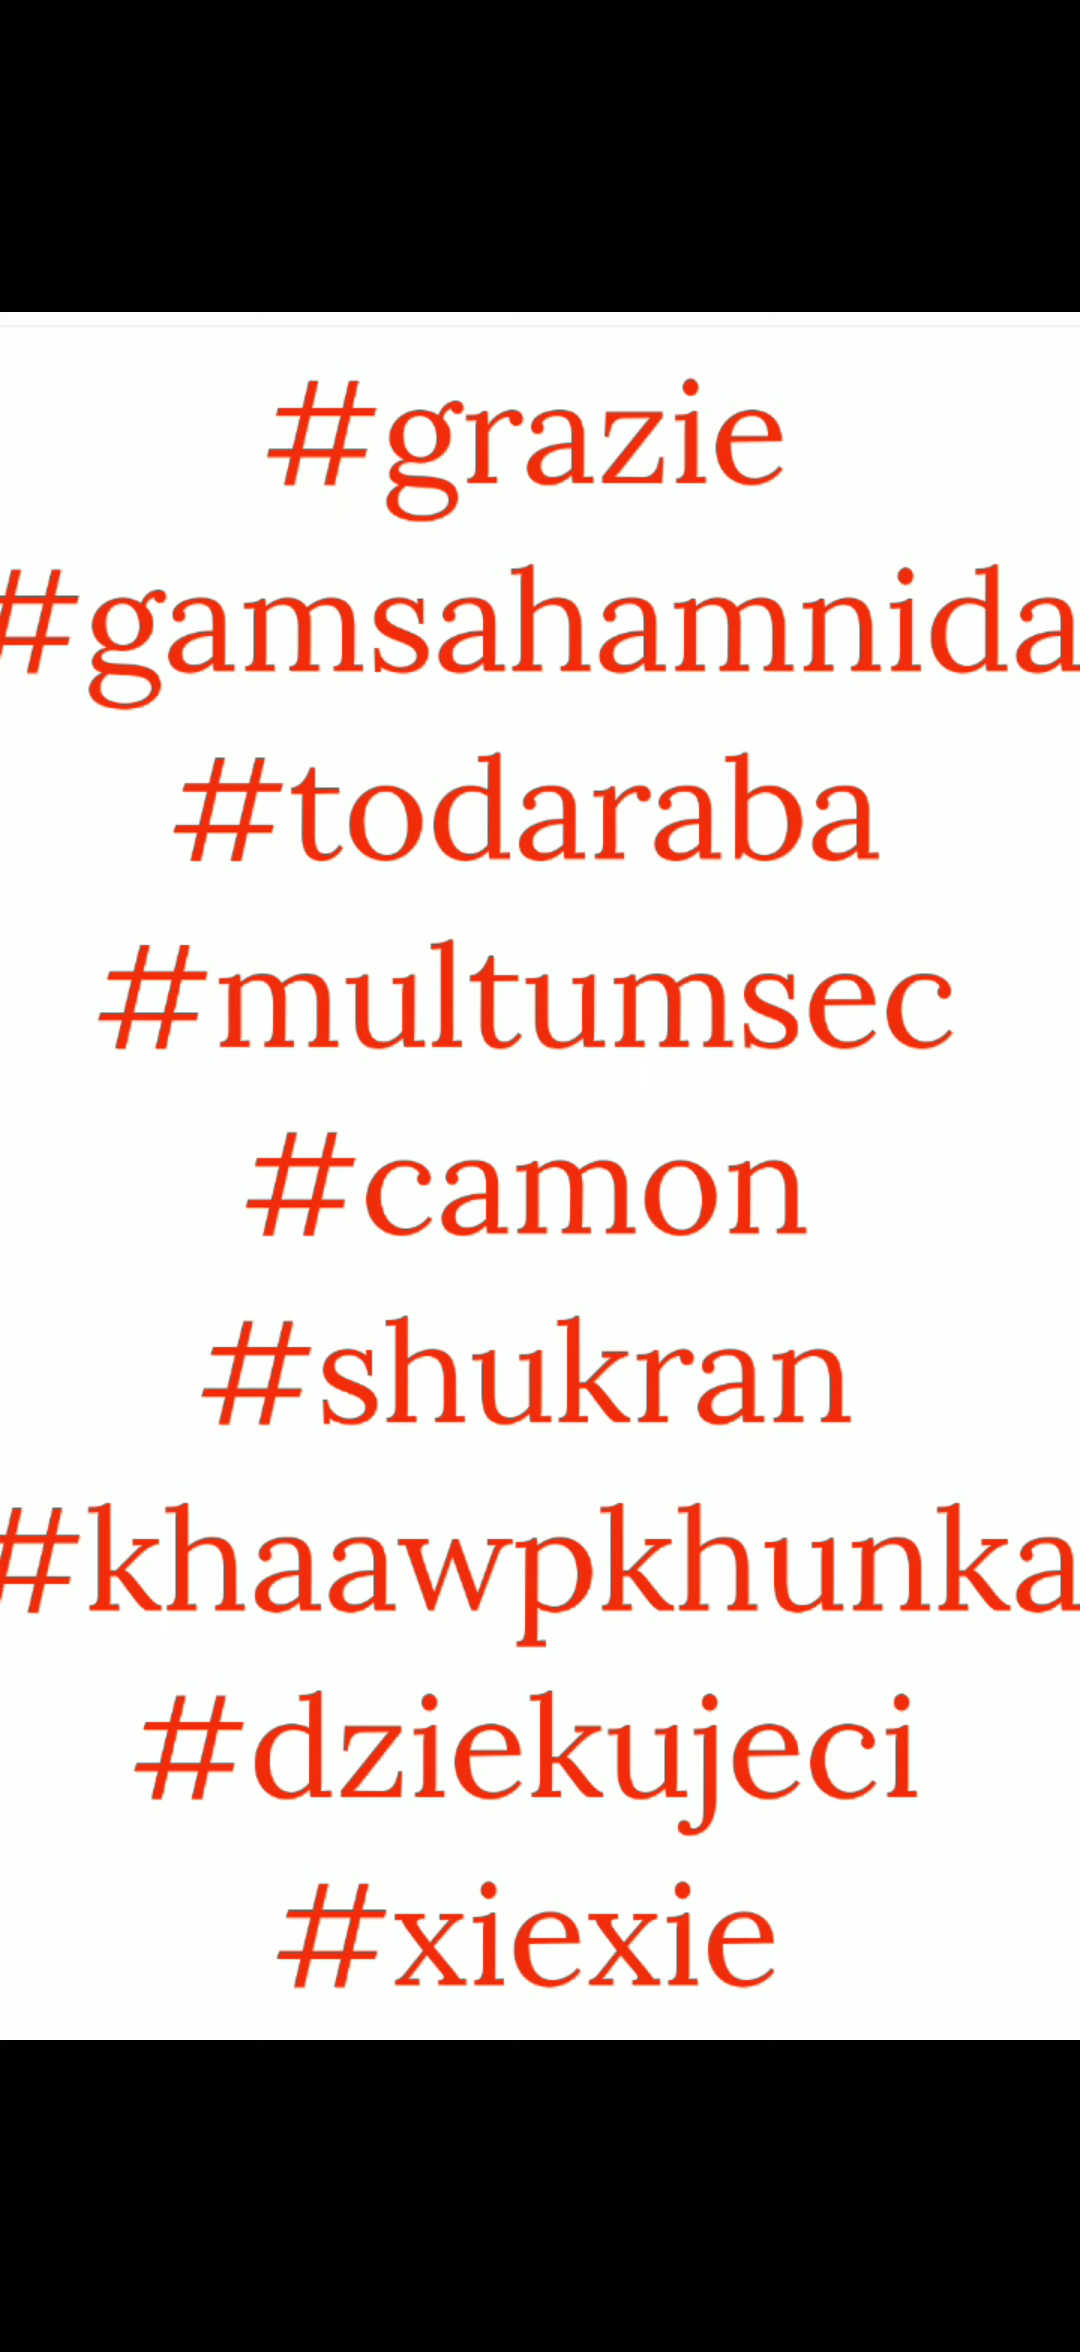 #grazie
#gamsahamnida
#todaraba
#multumsec
#camon
#shukran
#khaawpkhunka
#dziekujeci
#xiexie